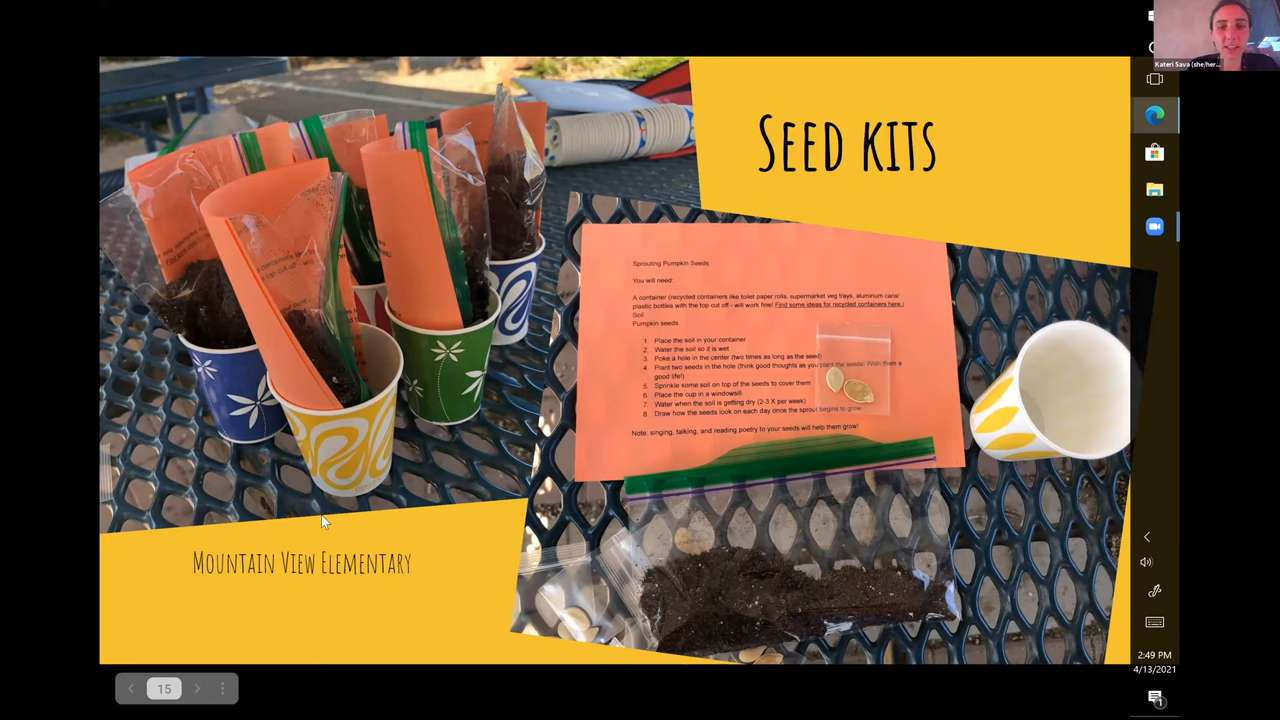 Kateri Sava (she/her...
SEED KITS
Sprouting Pumpkin Seeds
You will need:
A container (recycled containers like toilet paper rolls, supermarket veg trays, aluminum cans/
plastic bottles with the top cut off - will work fine! Find some ideas for recycled containers here.)
Soil
Pumpkin seeds
1. Place the soil in your container
2. Water the soil so it is wet
3. Poke a hole in the center (two times as long as the seed)
4. Plant two seeds in the hole (think good thoughts as you plant the seeds! Wish them a
good life!)
5. Sprinkle some soil on top of the seeds to cover them
6. Place the cup in a windowsill
7. Water when the soil is getting dry (2-3 X per week)
8. Draw how the seeds look on each day once the sprout begins to grow
Note: singing, talking, and reading poetry to your seeds will help them grow!
MOUNTAIN VIEW ELEMENTARY
15
2:49 PM
4/13/2021
1